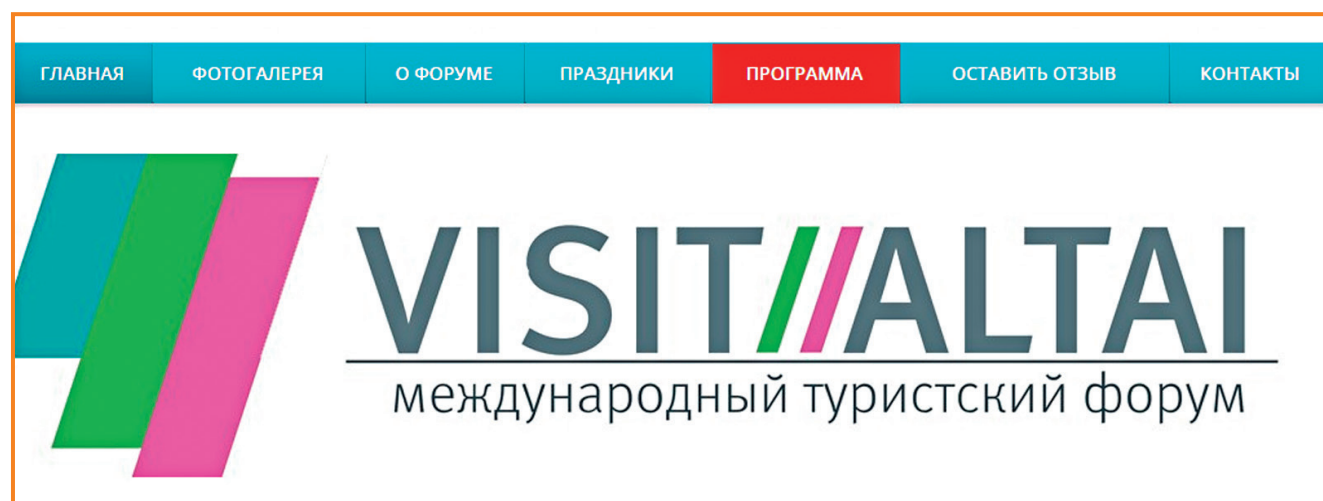 ГЛАВНАЯ ФОТОГАЛЕРЕЯ О ФОРУМЕ ПРАЗДНИКИ ПРОГРАММА ОСТАВИТЬ ОТЗЫВ КОНТАКТЫ
VISIT//ALTAI
международный туристский форум